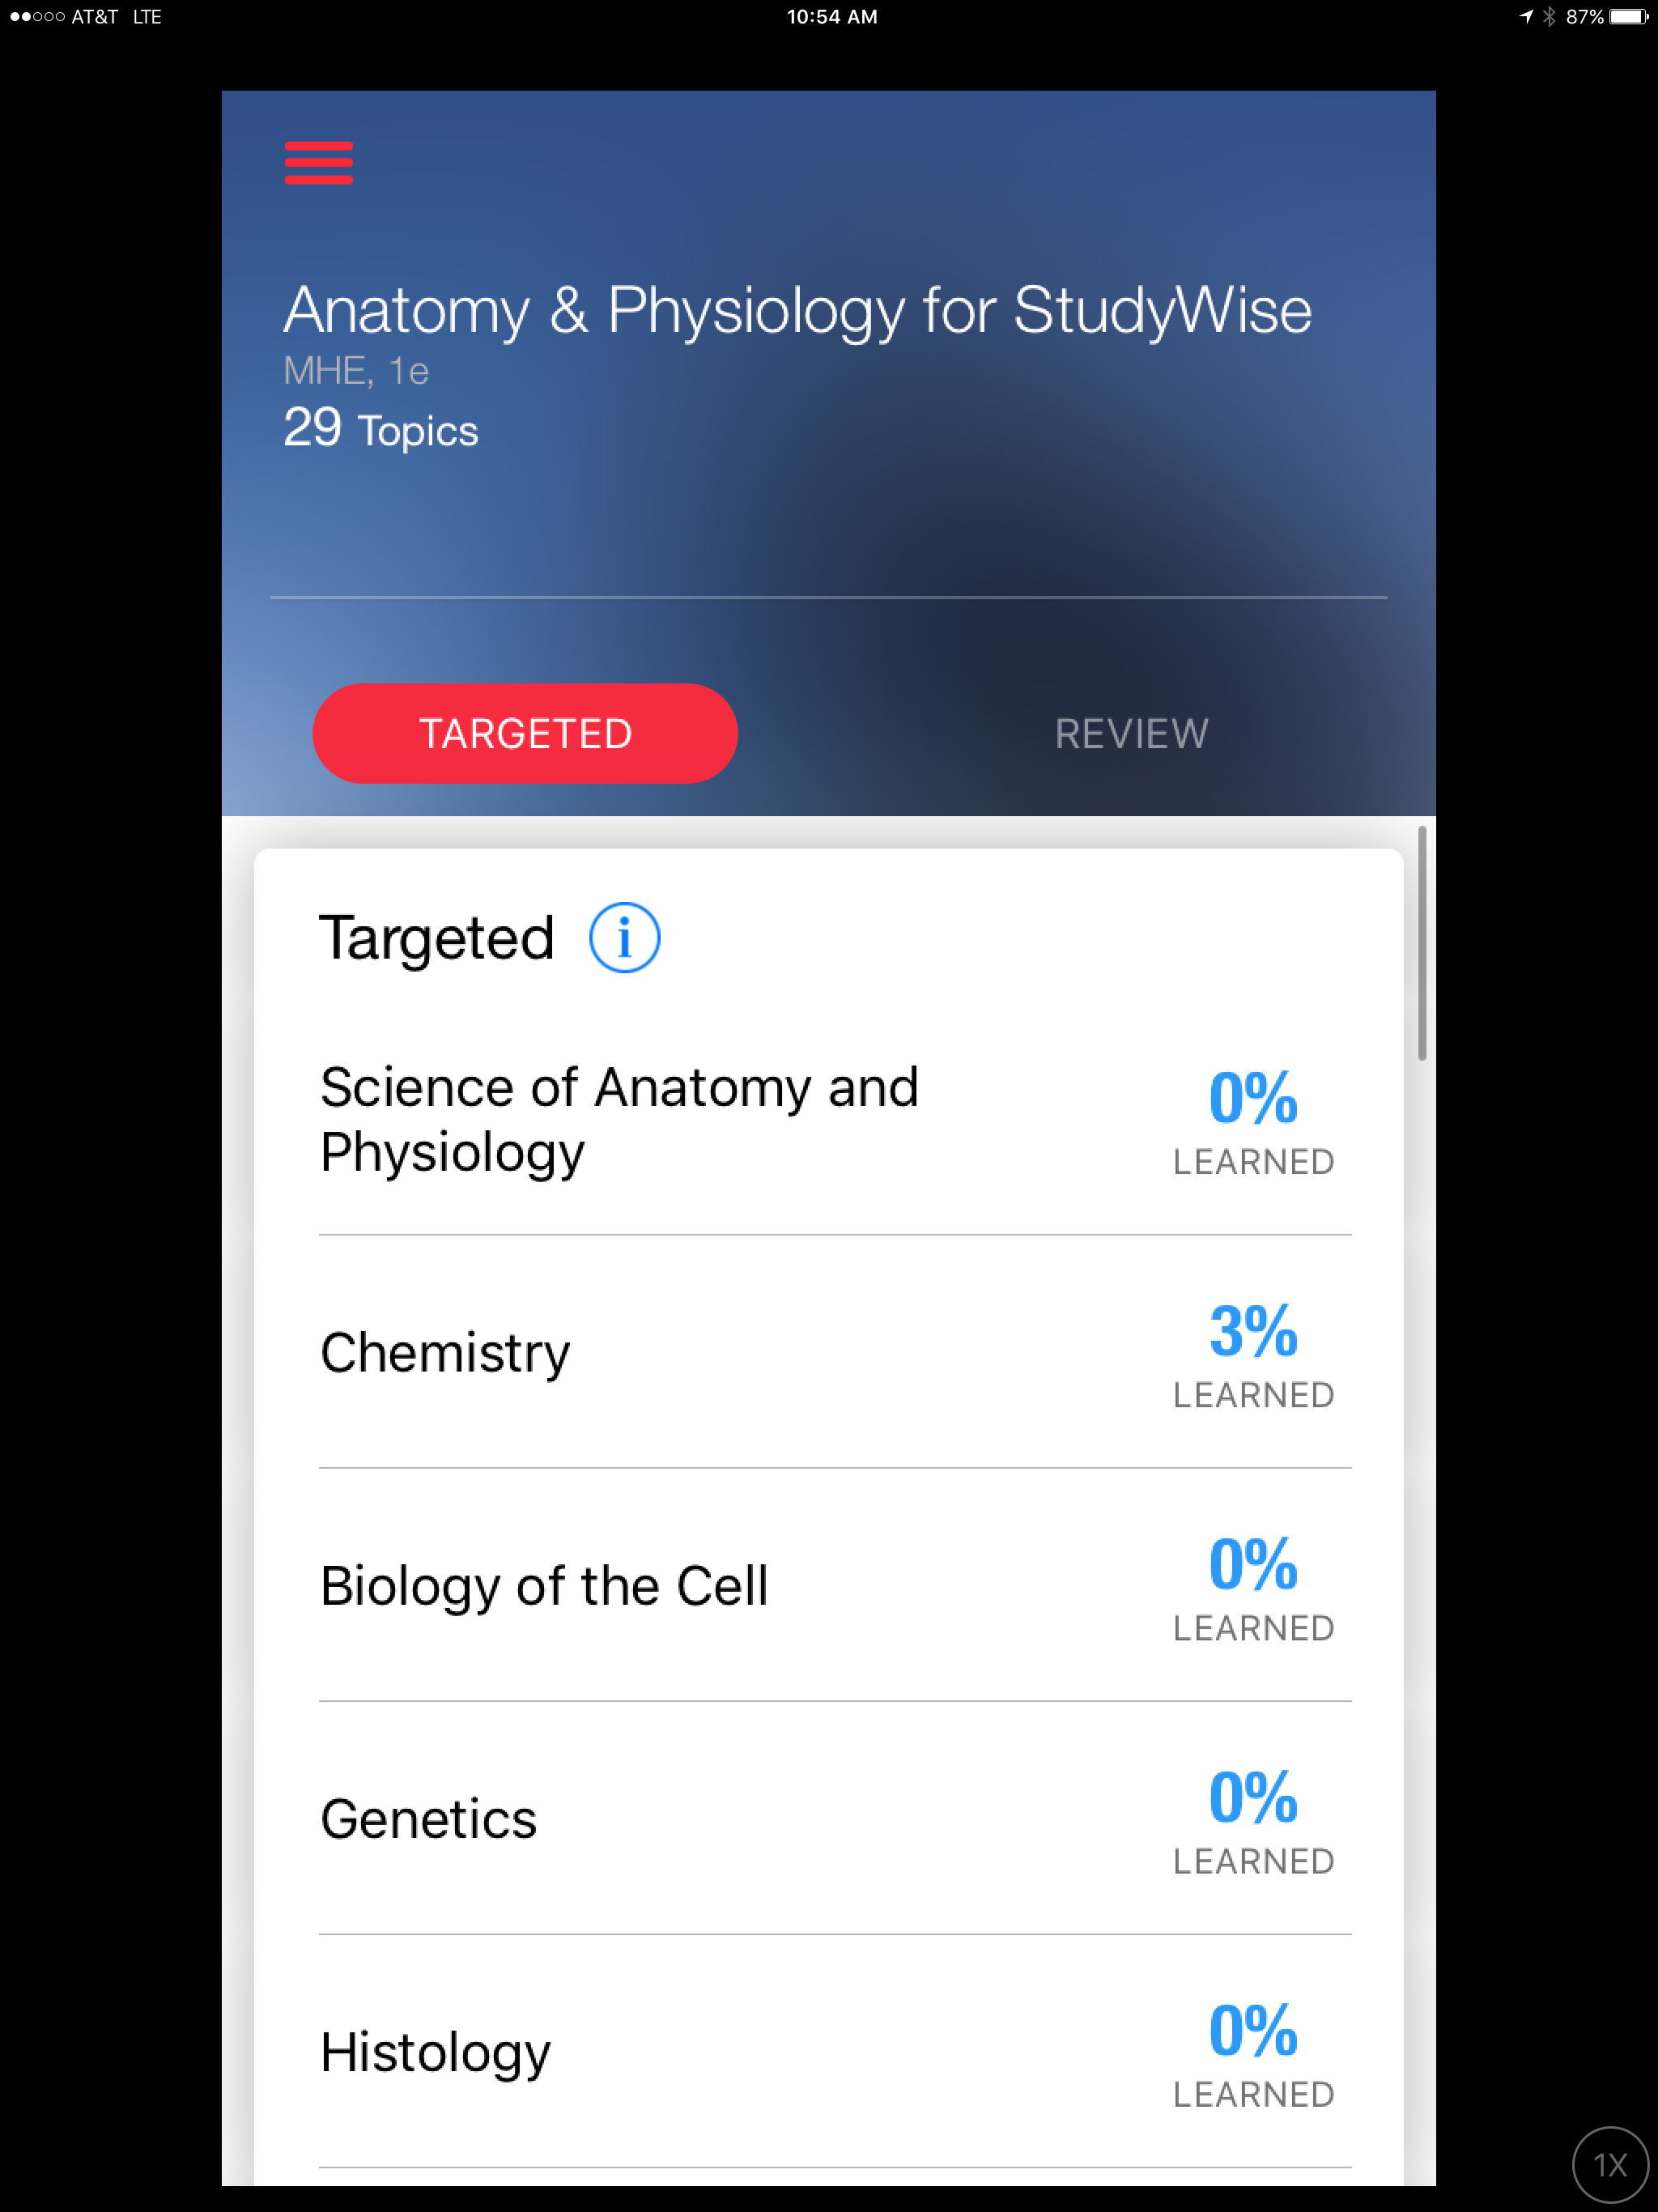 AT&T LTE 10:54 AM 87%
Anatomy & Physiology for StudyWise
MHE, 1e
29 Topics
TARGETED REVIEW
Targeted i
Science of Anatomy and
Physiology
0%
LEARNED
Chemistry
3%
LEARNED
Biology of the Cell
0%
LEARNED
Genetics
0%
LEARNED
Histology
0%
LEARNED
1X